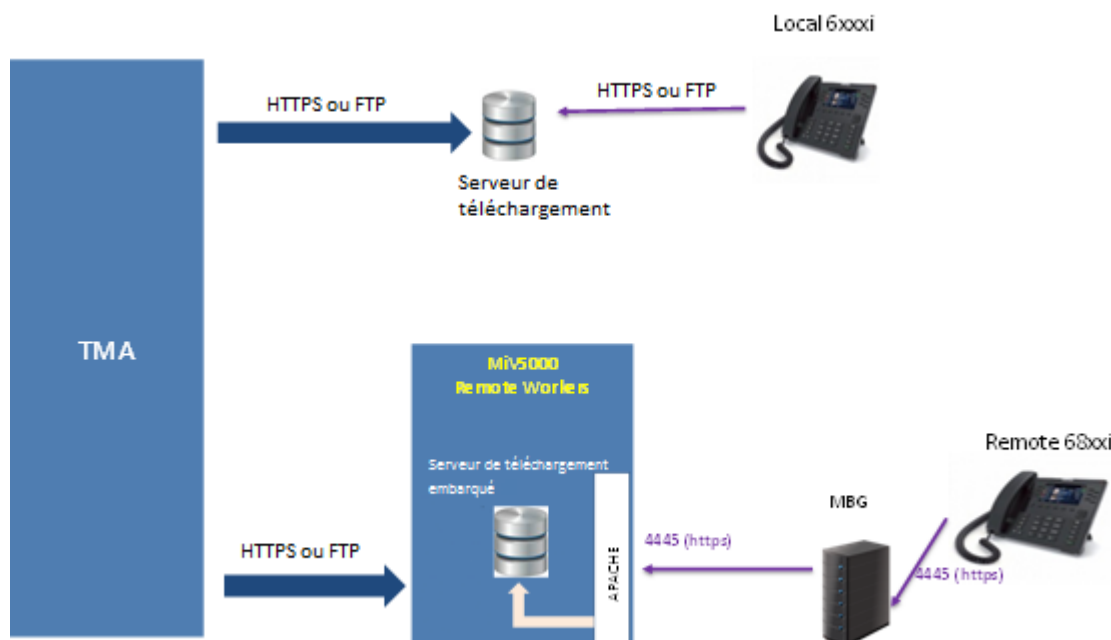 Local 6xxxi
HTTPS ou FTP
HTTPS ou FTP
Serveur de
téléchargement
TMA
MiV5000
Remote Workers
Serveur de téléchargement
embarqué
HTTPS ou FTP
APACHE
4445 (https)
MBG
Remote 68xxi
4445 (https)